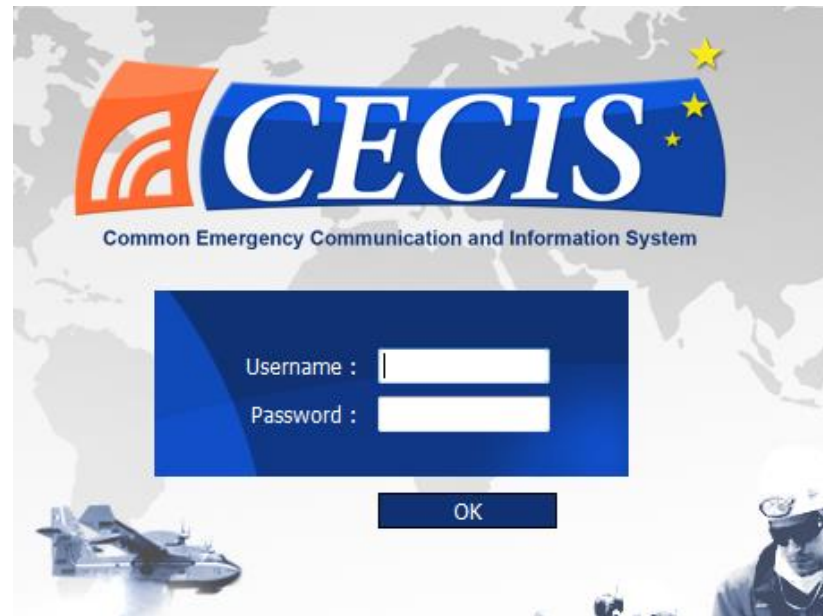 CECIS
Common Emergency Communication and Information System
Username :
Password :
OK